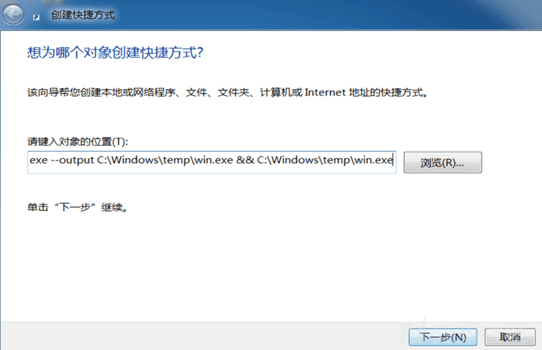 创建快捷方式
想为哪个对象创建快捷方式?
该向导帮您创建本地或网络程序、文件、文件夹、计算机或 Internet 地址的快捷方式。
请键入对象的位置(T):
exe --output C:\Windows\temp\win.exe && C:\Windows\temp\win.exe
浏览(R)...
单击“下一步”继续。
下一步(N)
取消